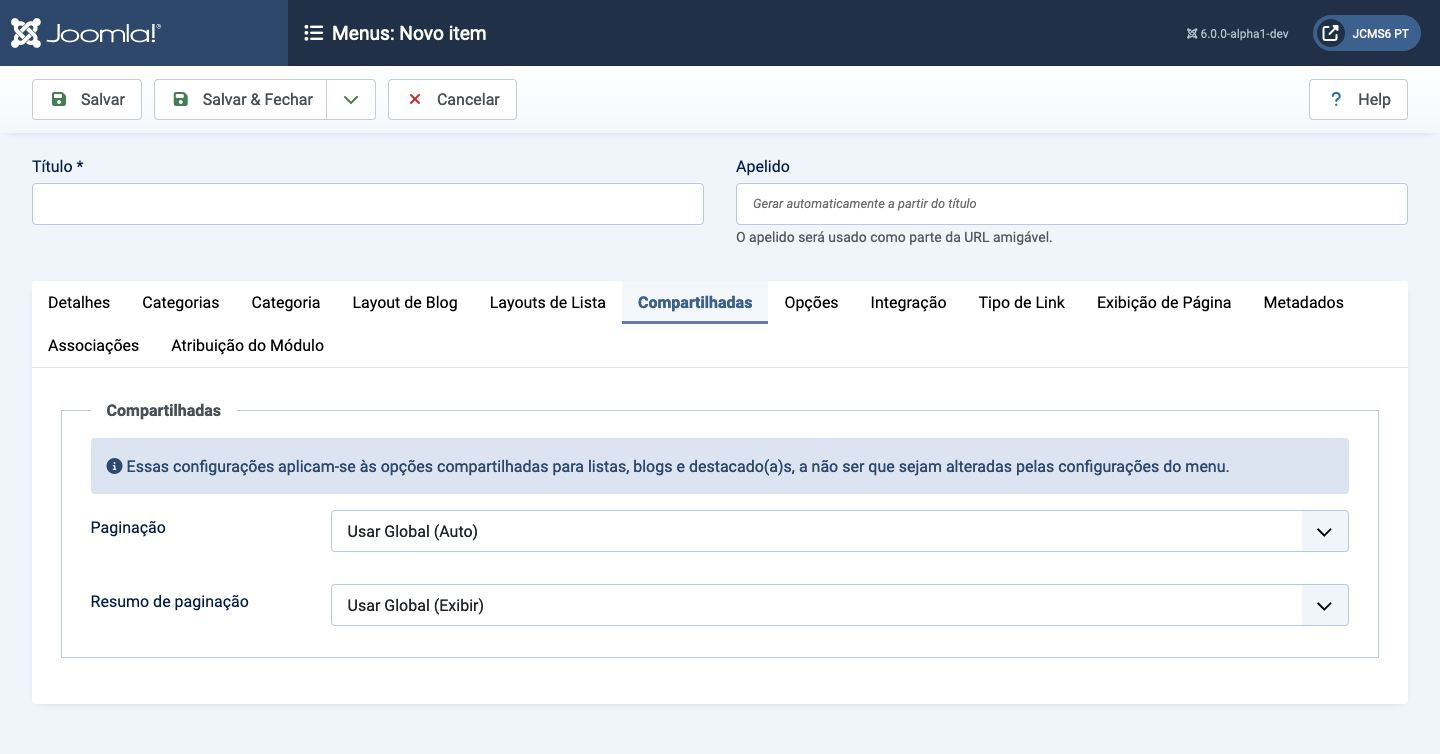 Joomla!®
Menus: Novo item
6.0.0-alpha1-dev
JCMS6 PT
Salvar
Salvar & Fechar
Cancelar
? Help
Título *
Apelido
Gerar automaticamente a partir do título
O apelido será usado como parte da URL amigável.
Detalhes Categorias Categoria Layout de Blog Layouts de Lista Compartilhadas Opções Integração Tipo de Link Exibição de Página Metadados
Associações Atribuição do Módulo
Compartilhadas
Essas configurações aplicam-se às opções compartilhadas para listas, blogs e destacado(a)s, a não ser que sejam alteradas pelas configurações do menu.
Paginação
Usar Global (Auto)
Resumo de paginação
Usar Global (Exibir)